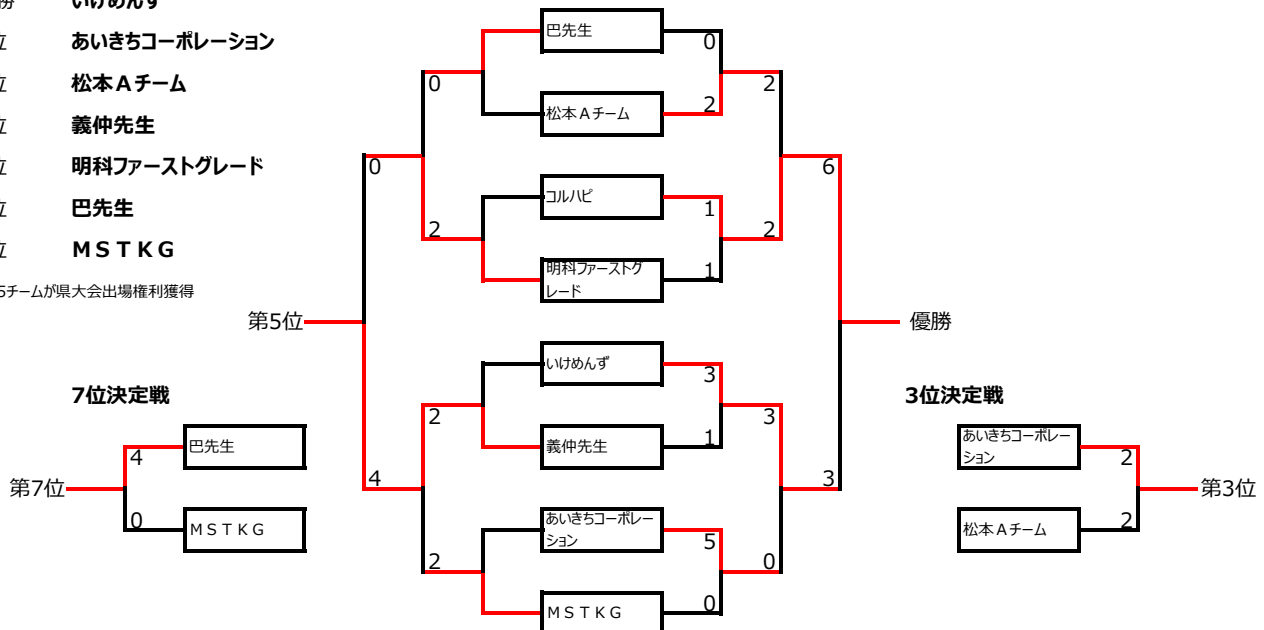 勝 いけめんず
位 あいきちコーポレーション
位 松本Aチーム
位 義仲先生
位 明科ファーストグレード
位 巴先生
位 MSTKG
5チームが県大会出場権利獲得
巴先生
0
松本Aチーム
2
0
2
コルハピ
1
明科ファーストグ
レード
1
2
2
0
6
第5位
優勝
いけめんず
3
義仲先生
1
2
3
あいきちコーポレー
ション
5
MSTKG
0
2
0
4
3
7位決定戦
巴先生
4
第7位
MSTKG
0
3位決定戦
あいきちコーポレー
ション
2
第3位
松本Aチーム
2